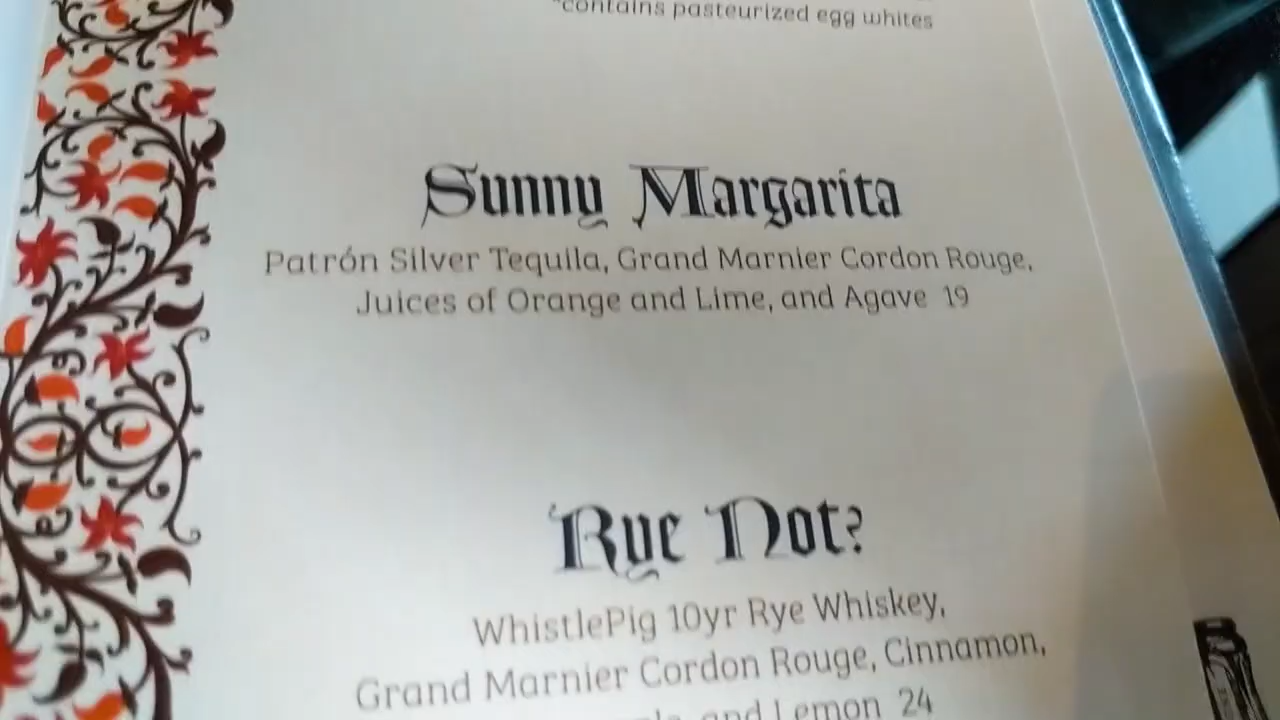 *contains pasteurized egg whites
Sunny Margarita
Patrón Silver Tequila, Grand Marnier Cordon Rouge,
Juices of Orange and Lime, and Agave 19
Rye Not?
WhistlePig 10yr Rye Whiskey,
Grand Marnier Cordon Rouge, Cinnamon,
and Lemon 24